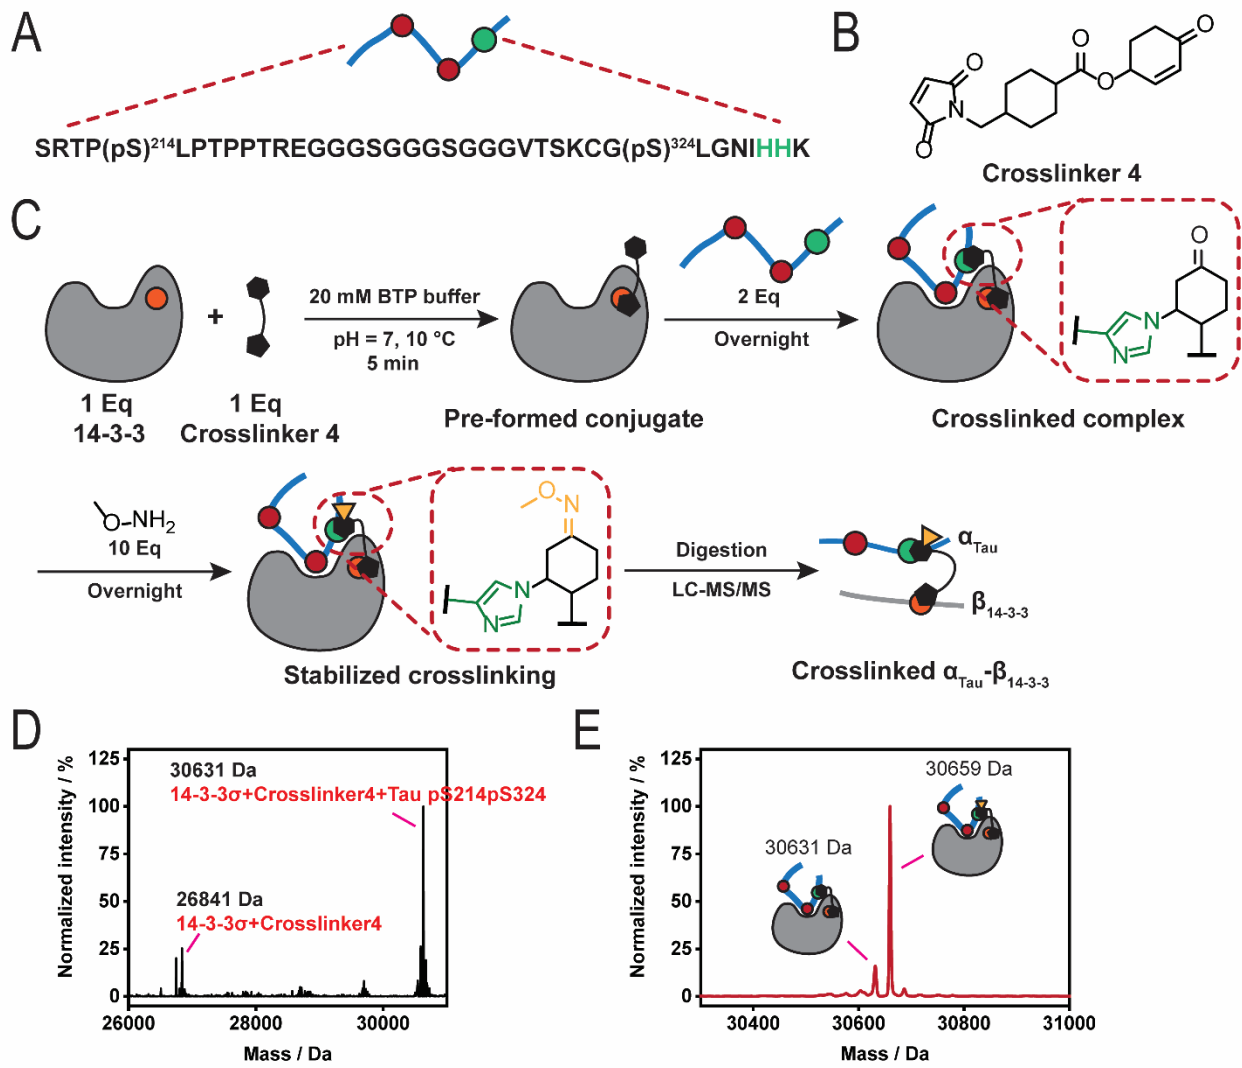 A
SRTP(pS)²¹⁴LPTPPTREGGGSGGGSGGGVTSKCG(pS)³²⁴LGNIHHK
B
O
N
O
O
O
O
Crosslinker 4
C
+
1 Eq
14-3-3
1 Eq
Crosslinker 4
20 mM BTP buffer
pH = 7, 10 °C
5 min
Pre-formed conjugate
2 Eq
Overnight
Crosslinked complex
O
N
N
O-NH₂
10 Eq
Overnight
Stabilized crosslinking
O
N
N
N
Digestion
LC-MS/MS
α Tau
β 14-3-3
Crosslinked α Tau-β 14-3-3
D
Normalized intensity / %
125
100
75
50
25
0
30631 Da
14-3-3σ+Crosslinker4+Tau pS214pS324
26841 Da
14-3-3σ+Crosslinker4
26000 28000 30000
Mass / Da
E
Normalized intensity / %
125
100
75
50
25
0
30659 Da
30631 Da
30400 30600 30800 31000
Mass / Da